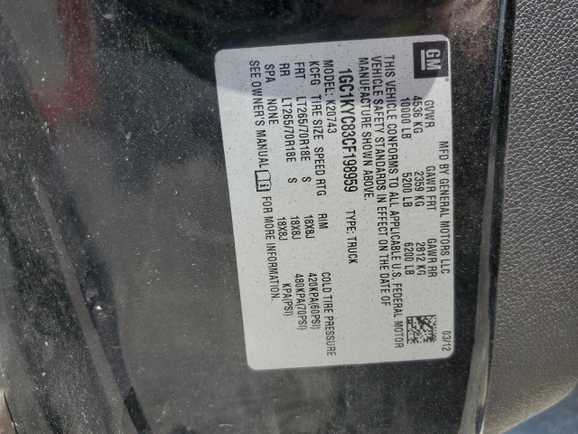 GM
MFD BY GENERAL MOTORS LLC
03/12
GVWR GAWR FRT GAWR RR
4536 KG 2359 KG 2812 KG
10000 LB 5200 LB 6200 LB
THIS VEHICLE CONFORMS TO ALL APPLICABLE U.S. FEDERAL MOTOR
VEHICLE SAFETY STANDARDS IN EFFECT ON THE DATE OF
MANUFACTURE SHOWN ABOVE.
1GC1KYC83CF198959 TYPE: TRUCK
MODEL: K20743
KCFG TIRE SIZE SPEED RTG RIM COLD TIRE PRESSURE
FRT LT265/70R18E S 18X8J 420KPA(60PSI)
RR LT265/70R18E S 18X8J 480KPA(70PSI)
SPA NONE KPA(PSI)
SEE OWNER'S MANUAL i FOR MORE INFORMATION.